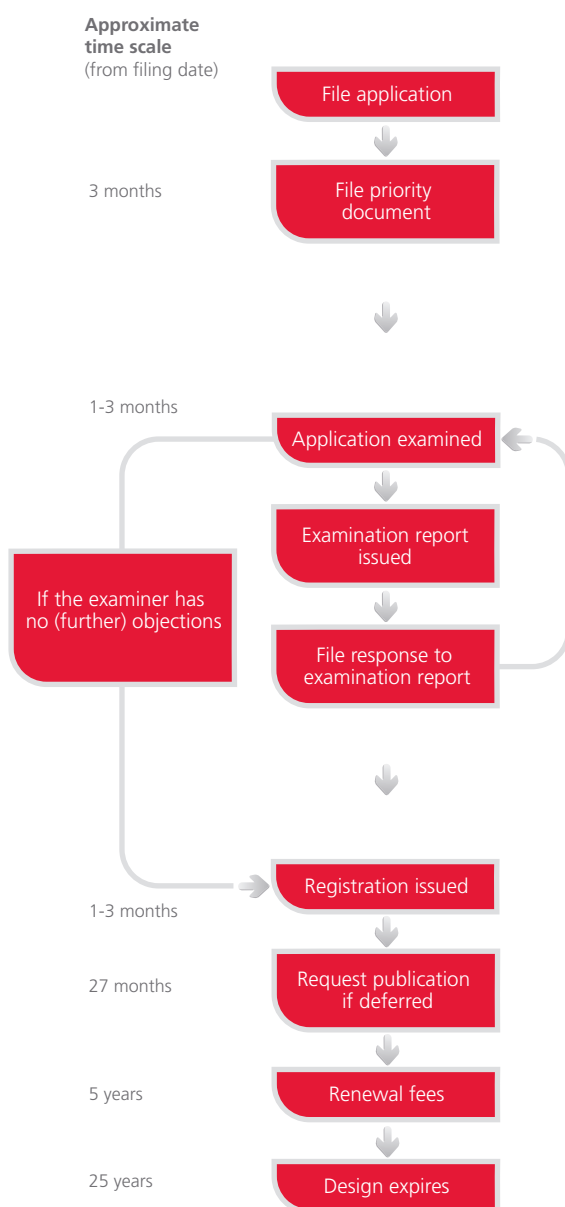 Approximate
time scale
(from filing date)
File application
3 months
File priority
document
1-3 months
Application examined
Examination report
issued
If the examiner has
no (further) objections
File response to
examination report
Registration issued
1-3 months
27 months
Request publication
if deferred
5 years
Renewal fees
25 years
Design expires